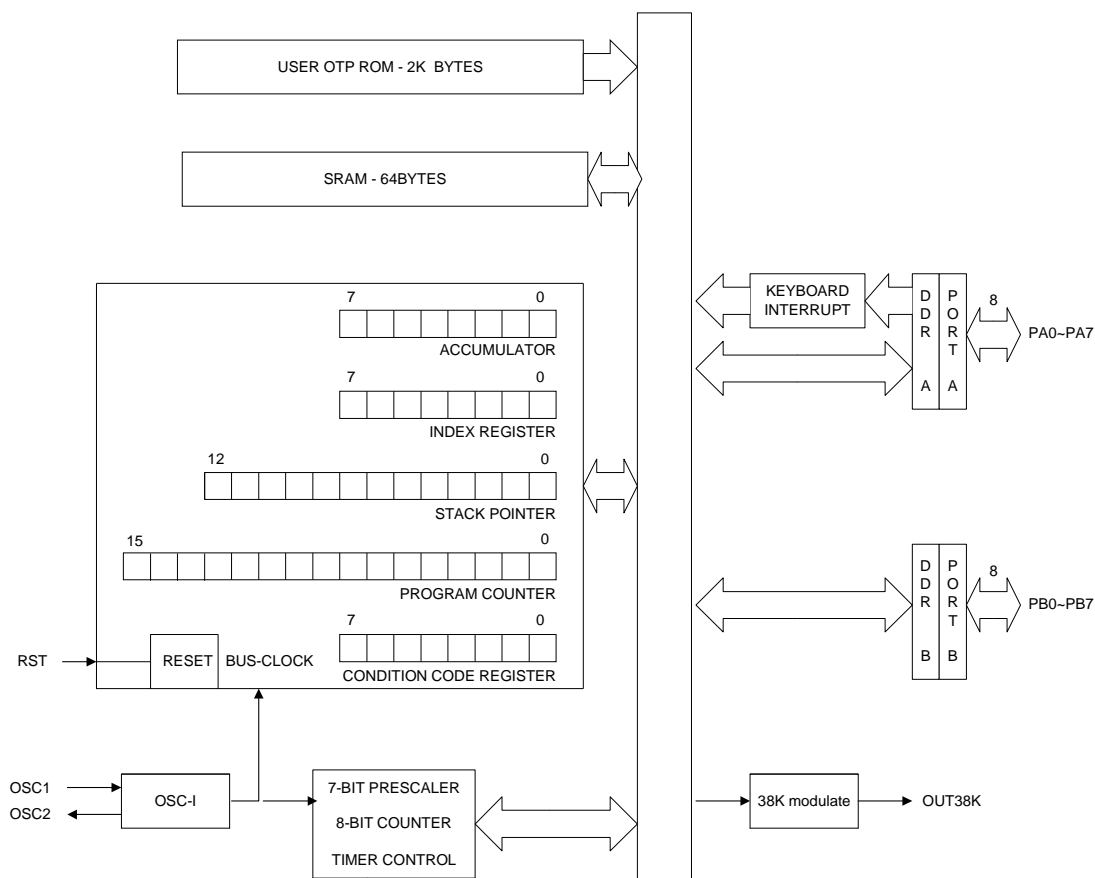 USER OTP ROM - 2K BYTES
SRAM - 64BYTES
7 0
ACCUMULATOR
7 0
INDEX REGISTER
12 0
STACK POINTER
15 0
PROGRAM COUNTER
7 0
CONDITION CODE REGISTER
RST
RESET
BUS-CLOCK
OSC1
OSC2
OSC-I
7-BIT PRESCALER
8-BIT COUNTER
TIMER CONTROL
KEYBOARD
INTERRUPT
DDR A
PORT A
8
PA0~PA7
DDR B
PORT B
8
PB0~PB7
38K modulate
OUT38K